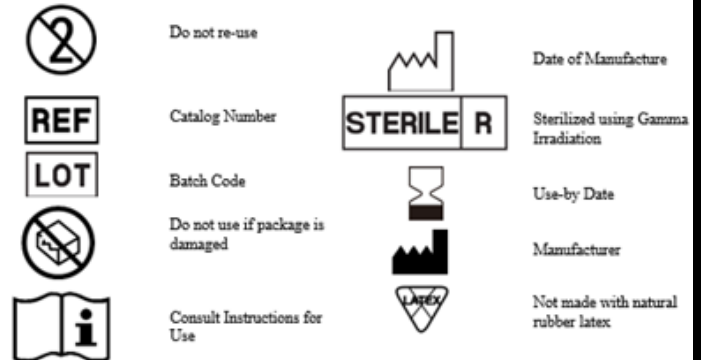 2
Do not re-use
REF
Catalog Number
LOT
Batch Code
Do not use if package is
damaged
i
Consult Instructions for
Use
Date of Manufacture
STERILE R
Sterilized using Gamma
Irradiation
Use-by Date
Manufacturer
LATEX
Not made with natural
rubber latex